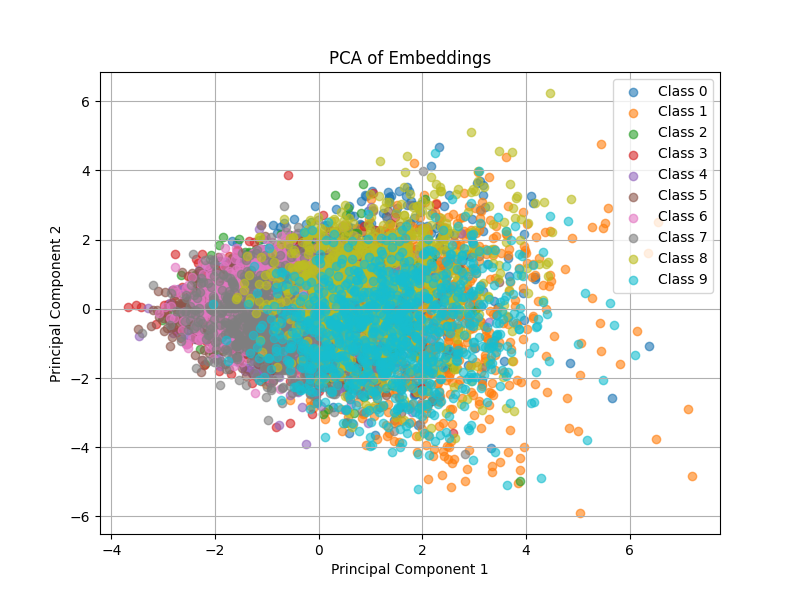 PCA of Embeddings
Class 0
Class 1
Class 2
Class 3
Class 4
Class 5
Class 6
Class 7
Class 8
Class 9
6
4
2
0
−2
−4
−6
Principal Component 2
−4
−2
0
2
4
6
Principal Component 1